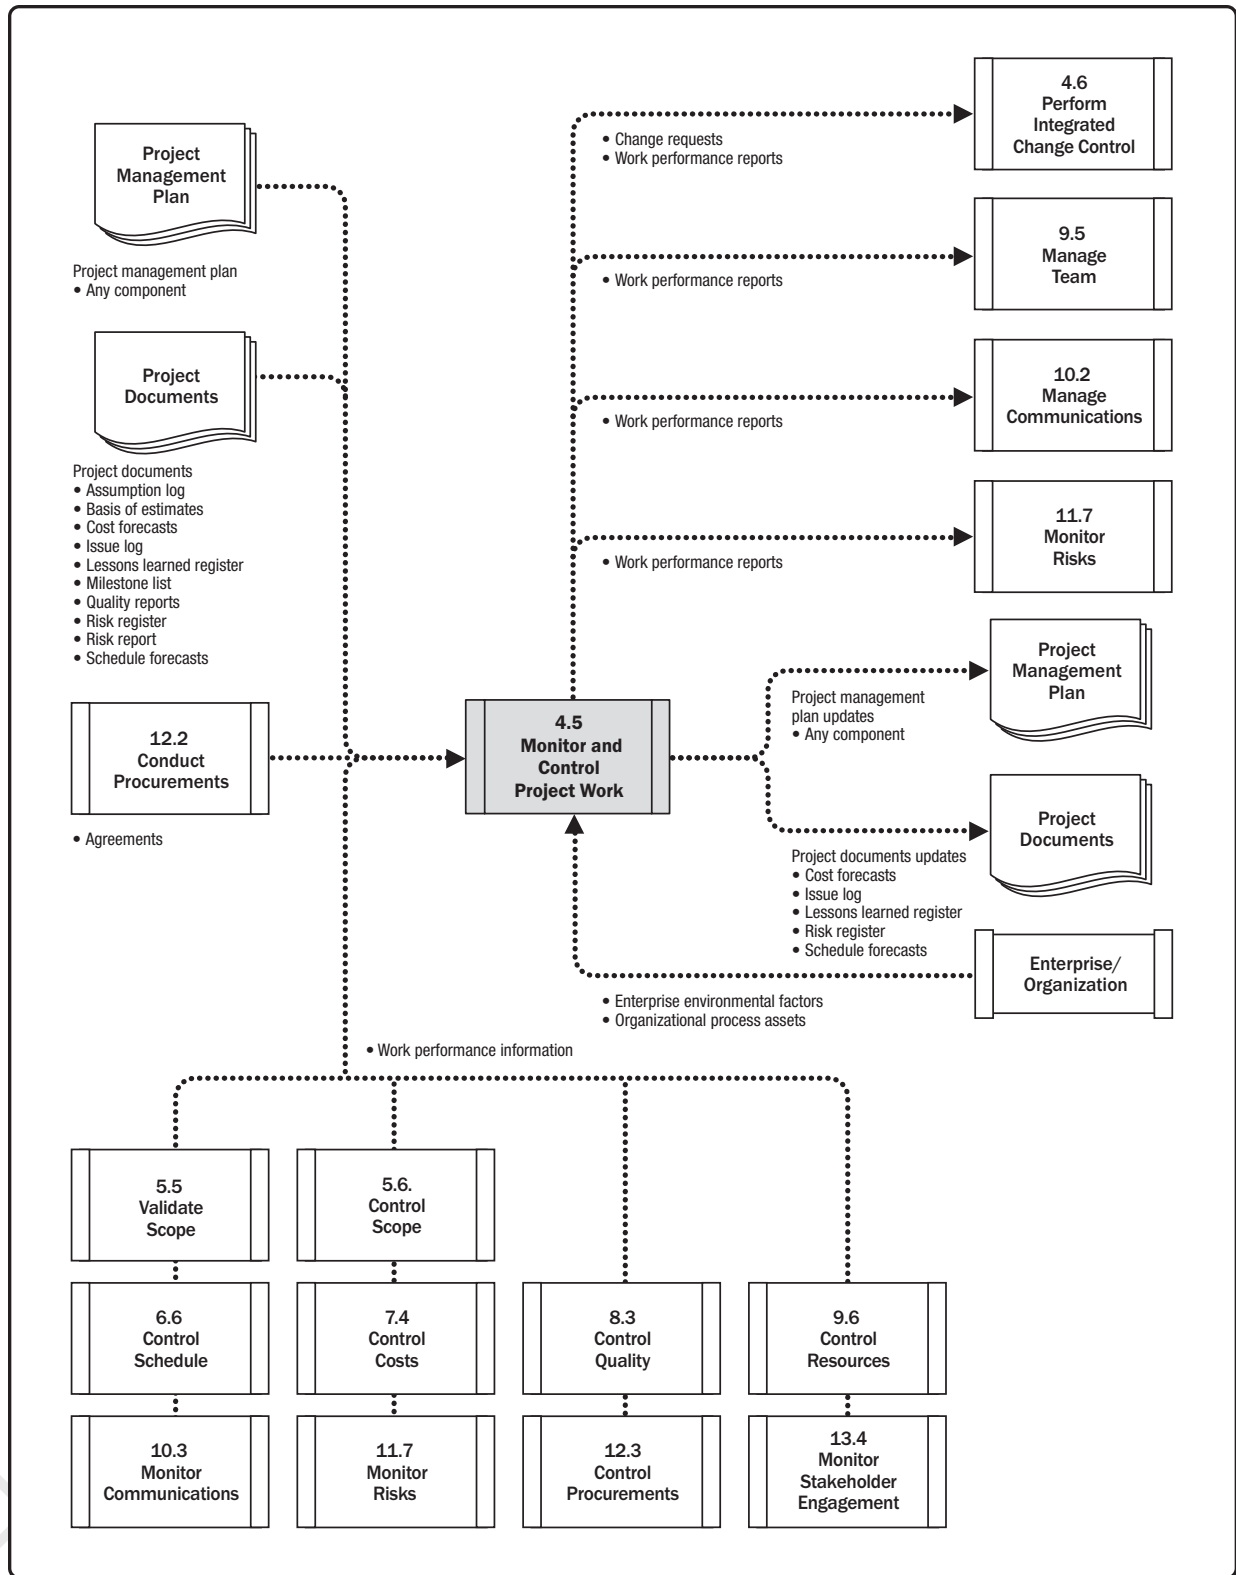 Project
Management
Plan
Project management plan
• Any component
Project
Documents
Project documents
• Assumption log
• Basis of estimates
• Cost forecasts
• Issue log
• Lessons learned register
• Milestone list
• Quality reports
• Risk register
• Risk report
• Schedule forecasts
12.2
Conduct
Procurements
• Agreements
4.5
Monitor and
Control
Project Work
• Change requests
• Work performance reports
4.6
Perform
Integrated
Change Control
• Work performance reports
9.5
Manage
Team
• Work performance reports
10.2
Manage
Communications
• Work performance reports
11.7
Monitor
Risks
Project management
plan updates
• Any component
Project
Management
Plan
Project documents updates
• Cost forecasts
• Issue log
• Lessons learned register
• Risk register
• Schedule forecasts
Project
Documents
• Enterprise environmental factors
• Organizational process assets
Enterprise/
Organization
• Work performance information
5.5
Validate
Scope
5.6.
Control
Scope
6.6
Control
Schedule
7.4
Control
Costs
8.3
Control
Quality
9.6
Control
Resources
10.3
Monitor
Communications
11.7
Monitor
Risks
12.3
Control
Procurements
13.4
Monitor
Stakeholder
Engagement